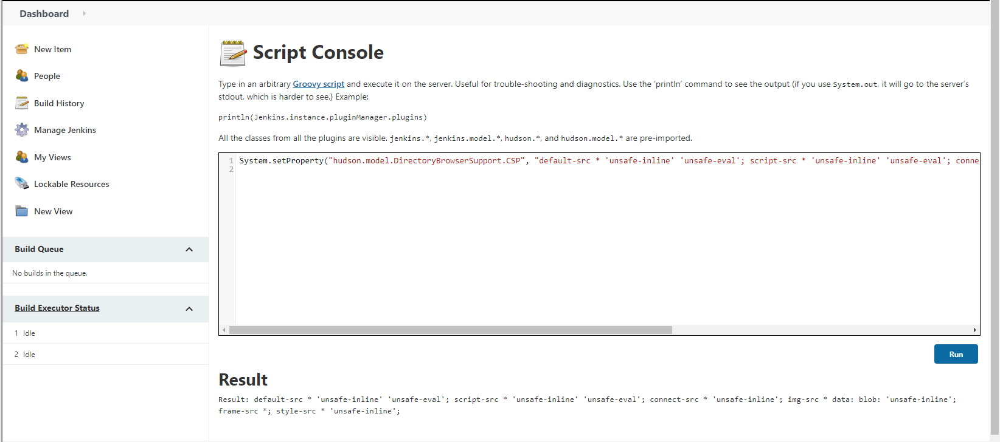 Dashboard
New Item
People
Build History
Manage Jenkins
My Views
Lockable Resources
New View
Build Queue
No builds in the queue.
Build Executor Status
1 Idle
2 Idle
Script Console
Type in an arbitrary Groovy script and execute it on the server. Useful for trouble-shooting and diagnostics. Use the ‘println’ command to see the output (if you use System.out, it will go to the server’s
stdout, which is harder to see.) Example:
println(Jenkins.instance.pluginManager.plugins)
All the classes from all the plugins are visible. jenkins.*, jenkins.model.*, hudson.*, and hudson.model.* are pre-imported.
1 System.setProperty("hudson.model.DirectoryBrowserSupport.CSP", "default-src * 'unsafe-inline' 'unsafe-eval'; script-src * 'unsafe-inline' 'unsafe-eval'; conne
2
Run
Result
Result: default-src * 'unsafe-inline' 'unsafe-eval'; script-src * 'unsafe-inline' 'unsafe-eval'; connect-src * 'unsafe-inline'; img-src * data: blob: 'unsafe-inline';
frame-src *; style-src * 'unsafe-inline';